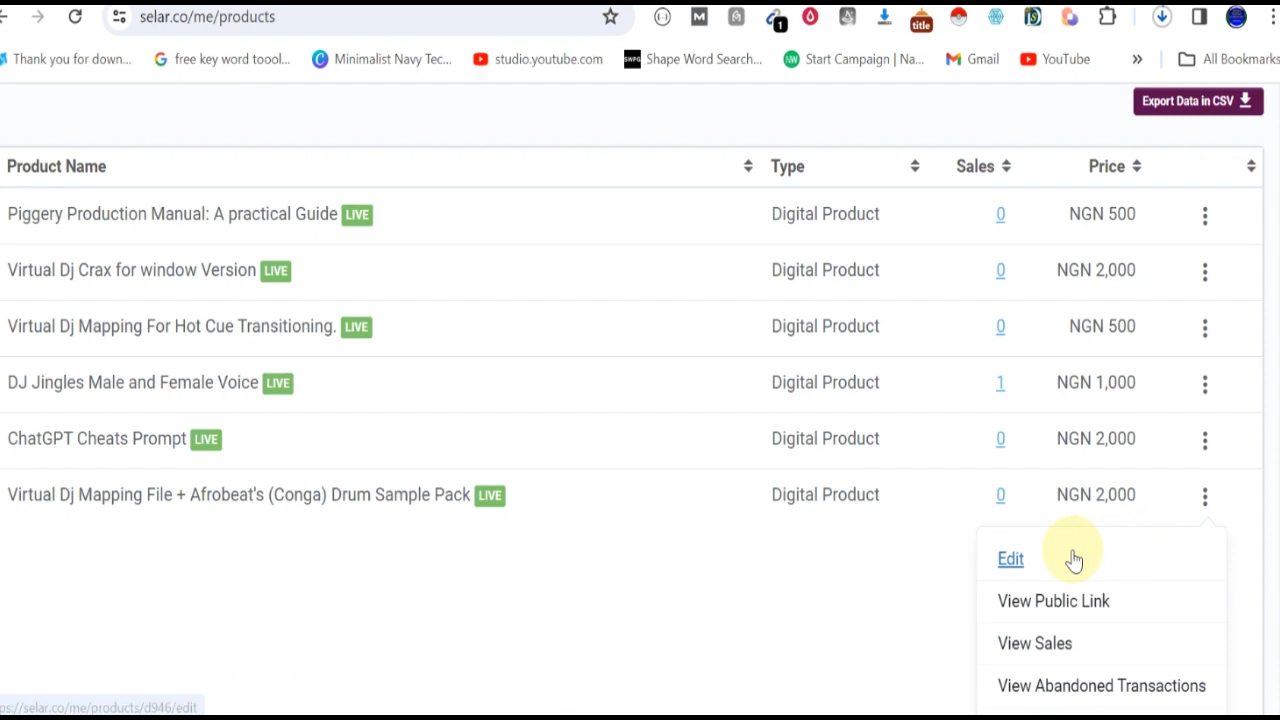 selar.co/me/products
1
title
Thank you for down... free key word toool... Minimalist Navy Tec... studio.youtube.com SWPG Shape Word Search... NW Start Campaign | Na... Gmail YouTube » All Bookmarks
Export Data in CSV
Product Name Type Sales Price
Piggery Production Manual: A practical Guide LIVE Digital Product 0 NGN 500
Virtual Dj Crax for window Version LIVE Digital Product 0 NGN 2,000
Virtual Dj Mapping For Hot Cue Transitioning. LIVE Digital Product 0 NGN 500
DJ Jingles Male and Female Voice LIVE Digital Product 1 NGN 1,000
ChatGPT Cheats Prompt LIVE Digital Product 0 NGN 2,000
Virtual Dj Mapping File + Afrobeat's (Conga) Drum Sample Pack LIVE Digital Product 0 NGN 2,000
Edit
View Public Link
View Sales
View Abandoned Transactions
ps://selar.co/me/products/d946/edit